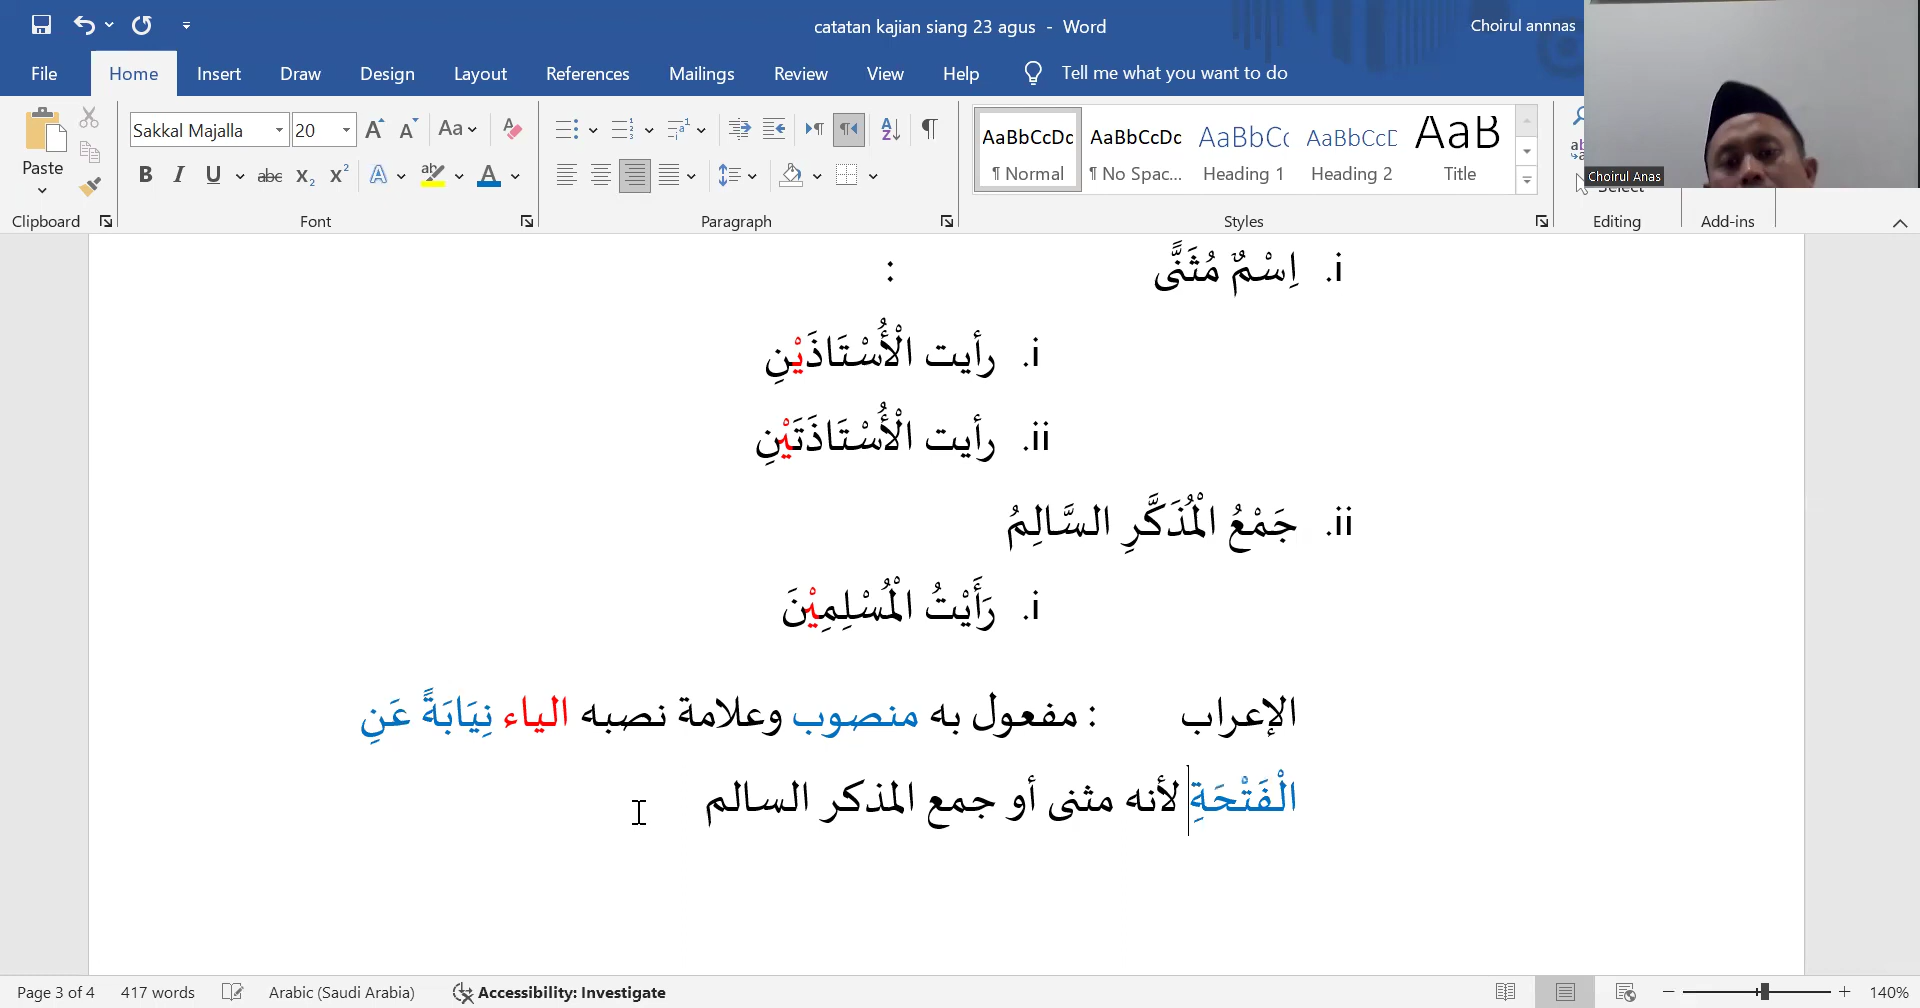 catatan kajian siang 23 agus - Word
Choirul annnas
File Home Insert Draw Design Layout References Mailings Review View Help Tell me what you want to do
Paste
Sakkal Majalla 20
AaBbCcDc AaBbCcDc AaBbCc AaBbCcD AaB
¶ Normal ¶ No Spac... Heading 1 Heading 2 Title
Choirul Anas
Select
Clipboard Font Paragraph Styles Editing Add-ins
i. اِسْمٌ مُثَنًّى :
i. رأيت الْأُسْتَاذَيْنِ
ii. رأيت الْأُسْتَاذَتَيْنِ
ii. جَمْعُ الْمُذَكَّرِ السَّالِمُ
i. رَأَيْتُ الْمُسْلِمِيْنَ
الإعراب : مفعول به منصوب وعلامة نصبه الياء نِيَابَةً عَنِ
الْفَتْحَةِ لأنه مثنى أو جمع المذكر السالم
Page 3 of 4 417 words Arabic (Saudi Arabia) Accessibility: Investigate 140%